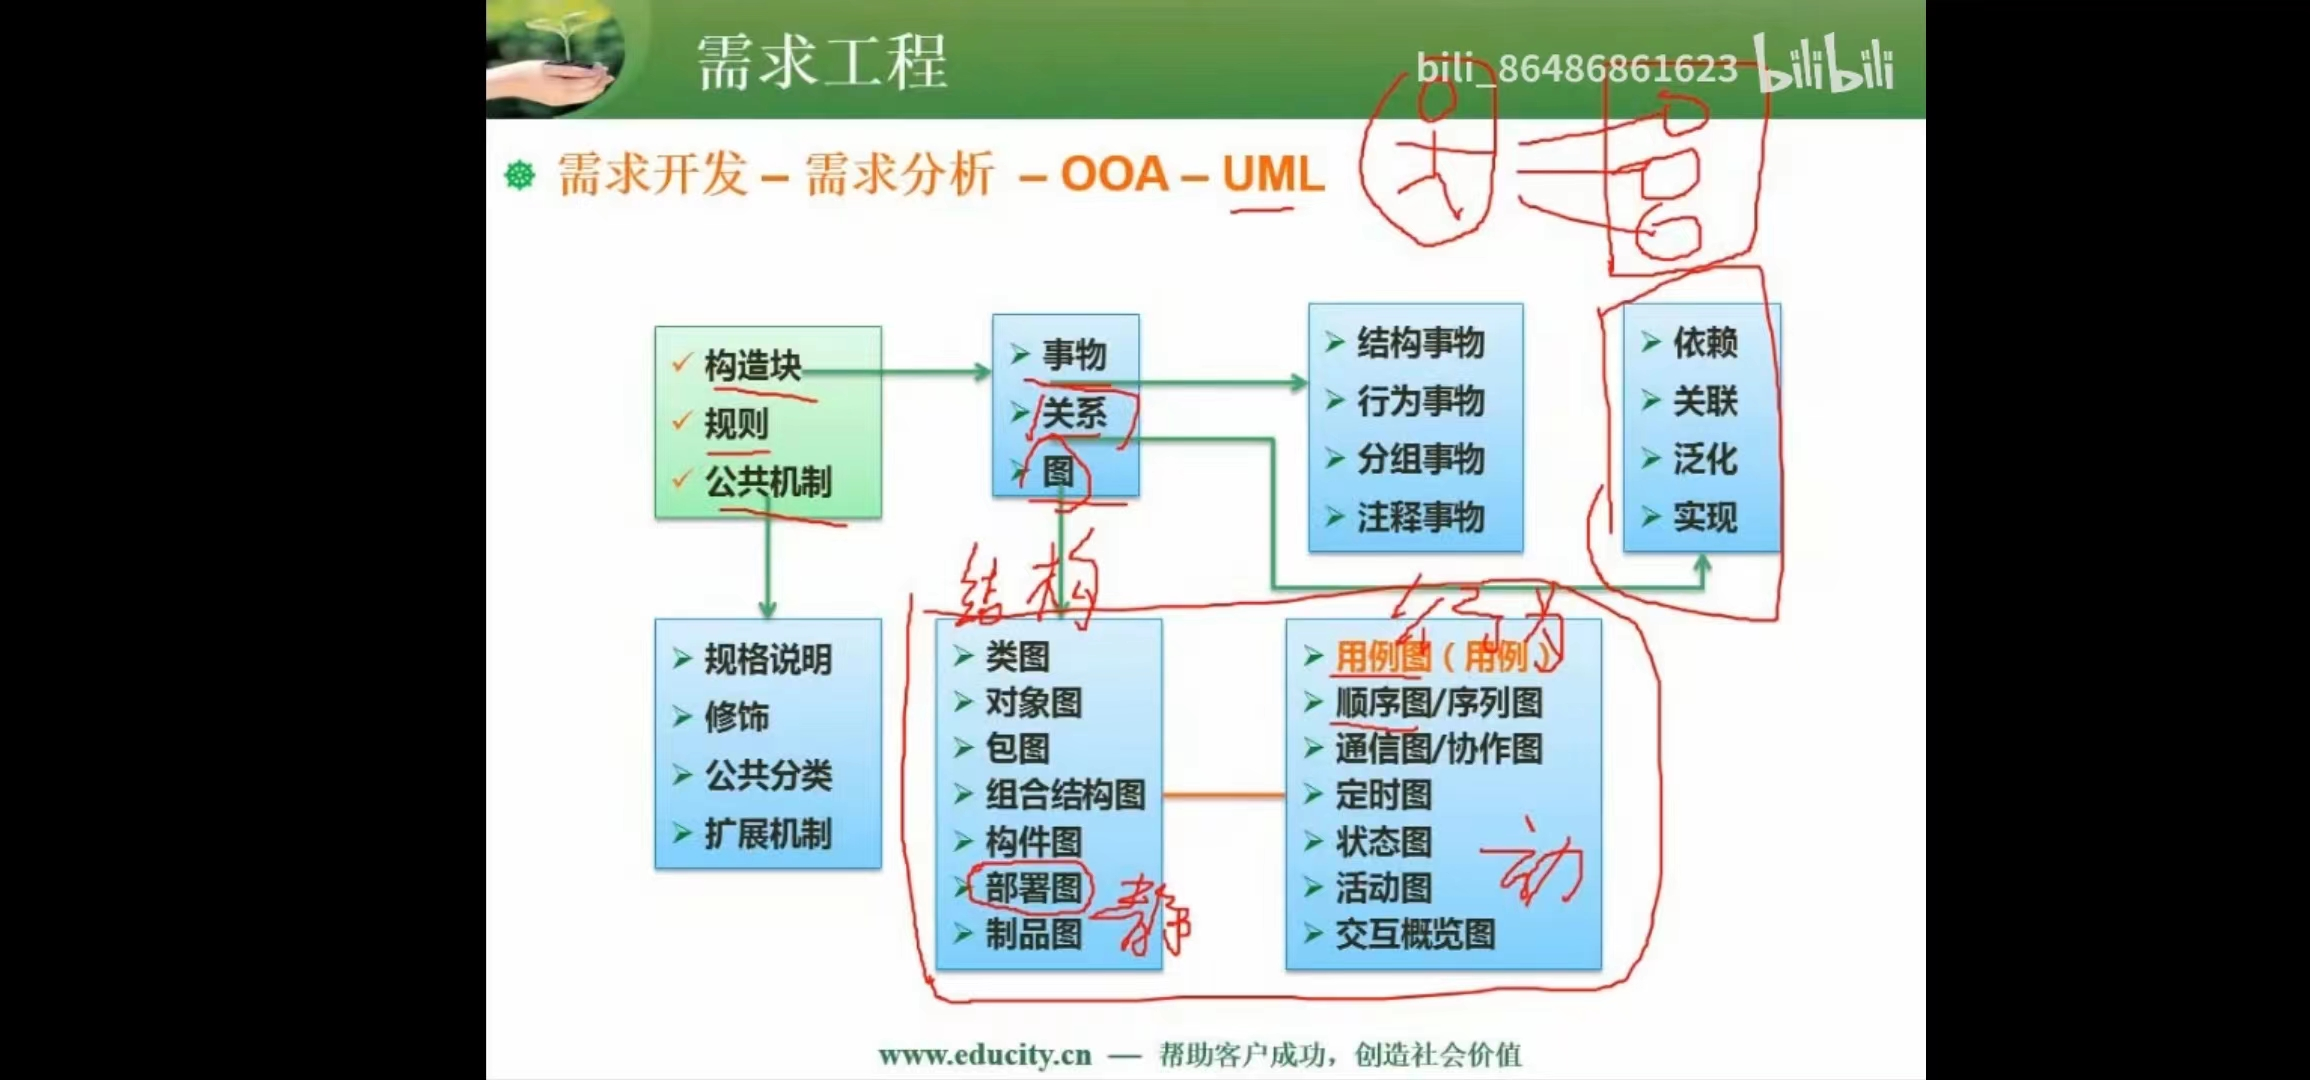 需求工程
bili_86486861623 bilibili
需求开发 – 需求分析 – OOA – UML
构造块
规则
公共机制
事物
关系
图
结构事物
行为事物
分组事物
注释事物
依赖
关联
泛化
实现
结构
行为
规格说明
修饰
公共分类
扩展机制
类图
对象图
包图
组合结构图
构件图
部署图
制品图
静
用例图（用例）
顺序图/序列图
通信图/协作图
定时图
状态图
活动图
交互概览图
动
www.educity.cn — 帮助客户成功，创造社会价值